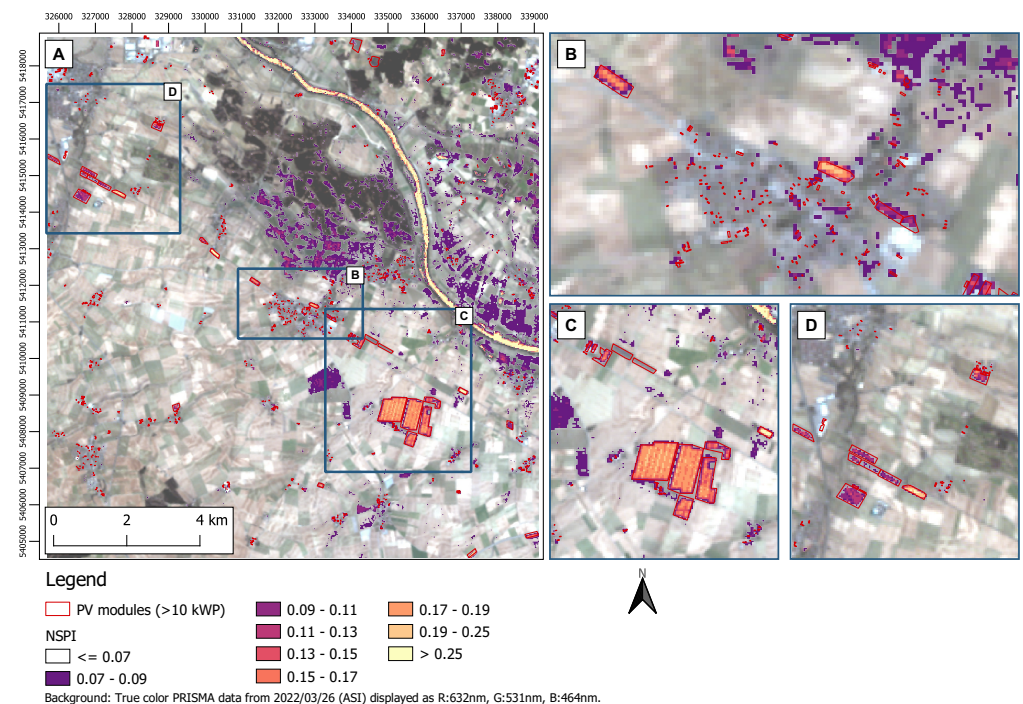 326000 327000 328000 329000 330000 331000 332000 333000 334000 335000 336000 337000 338000 339000
5418000
5417000
5416000
5415000
5414000
5413000
5412000
5411000
5410000
5409000
5408000
5407000
5406000
5405000
A
D
B
C
0 2 4 km
B
C
D
N
Legend
PV modules (>10 kWP)
NSPI
<= 0.07
0.07 - 0.09
0.09 - 0.11
0.11 - 0.13
0.13 - 0.15
0.15 - 0.17
0.17 - 0.19
0.19 - 0.25
> 0.25
Background: True color PRISMA data from 2022/03/26 (ASI) displayed as R:632nm, G:531nm, B:464nm.